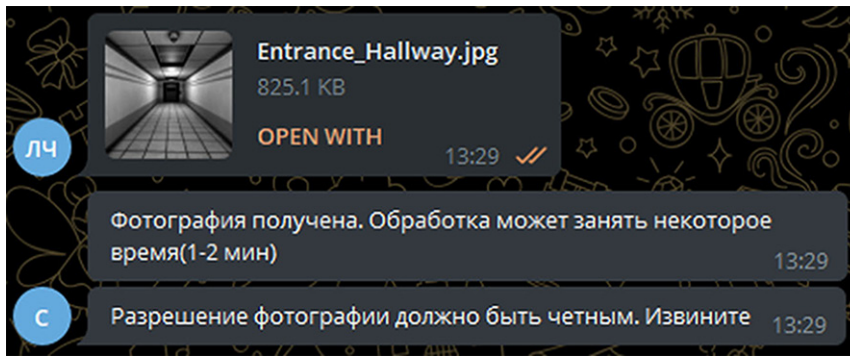 Entrance_Hallway.jpg
825.1 KB
OPEN WITH
13:29
ЛЧ
Фотография получена. Обработка может занять некоторое
время(1-2 мин)
13:29
С
Разрешение фотографии должно быть четным. Извините
13:29